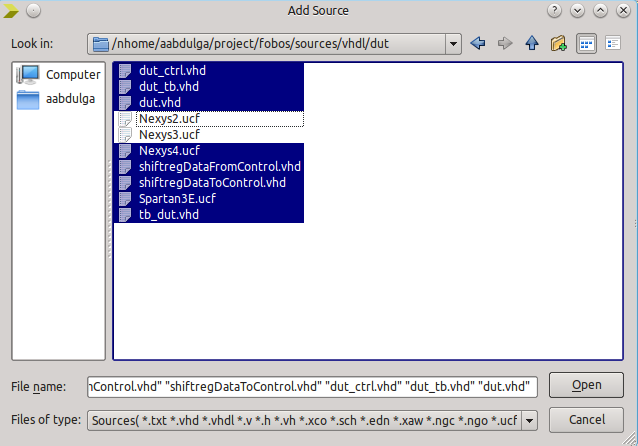 Add Source
Look in: /nhome/aabdulga/project/fobos/sources/vhdl/dut
Computer
aabdulga
dut_ctrl.vhd
dut_tb.vhd
dut.vhd
Nexys2.ucf
Nexys3.ucf
Nexys4.ucf
shiftregDataFromControl.vhd
shiftregDataToControl.vhd
Spartan3E.ucf
tb_dut.vhd
File name: nControl.vhd" "shiftregDataToControl.vhd" "dut_ctrl.vhd" "dut_tb.vhd" "dut.vhd" Open
Files of type: Sources( *.txt *.vhd *.vhdl *.v *.h *.vh *.xco *.sch *.edn *.xaw *.ngc *.ngo *.ucf Cancel